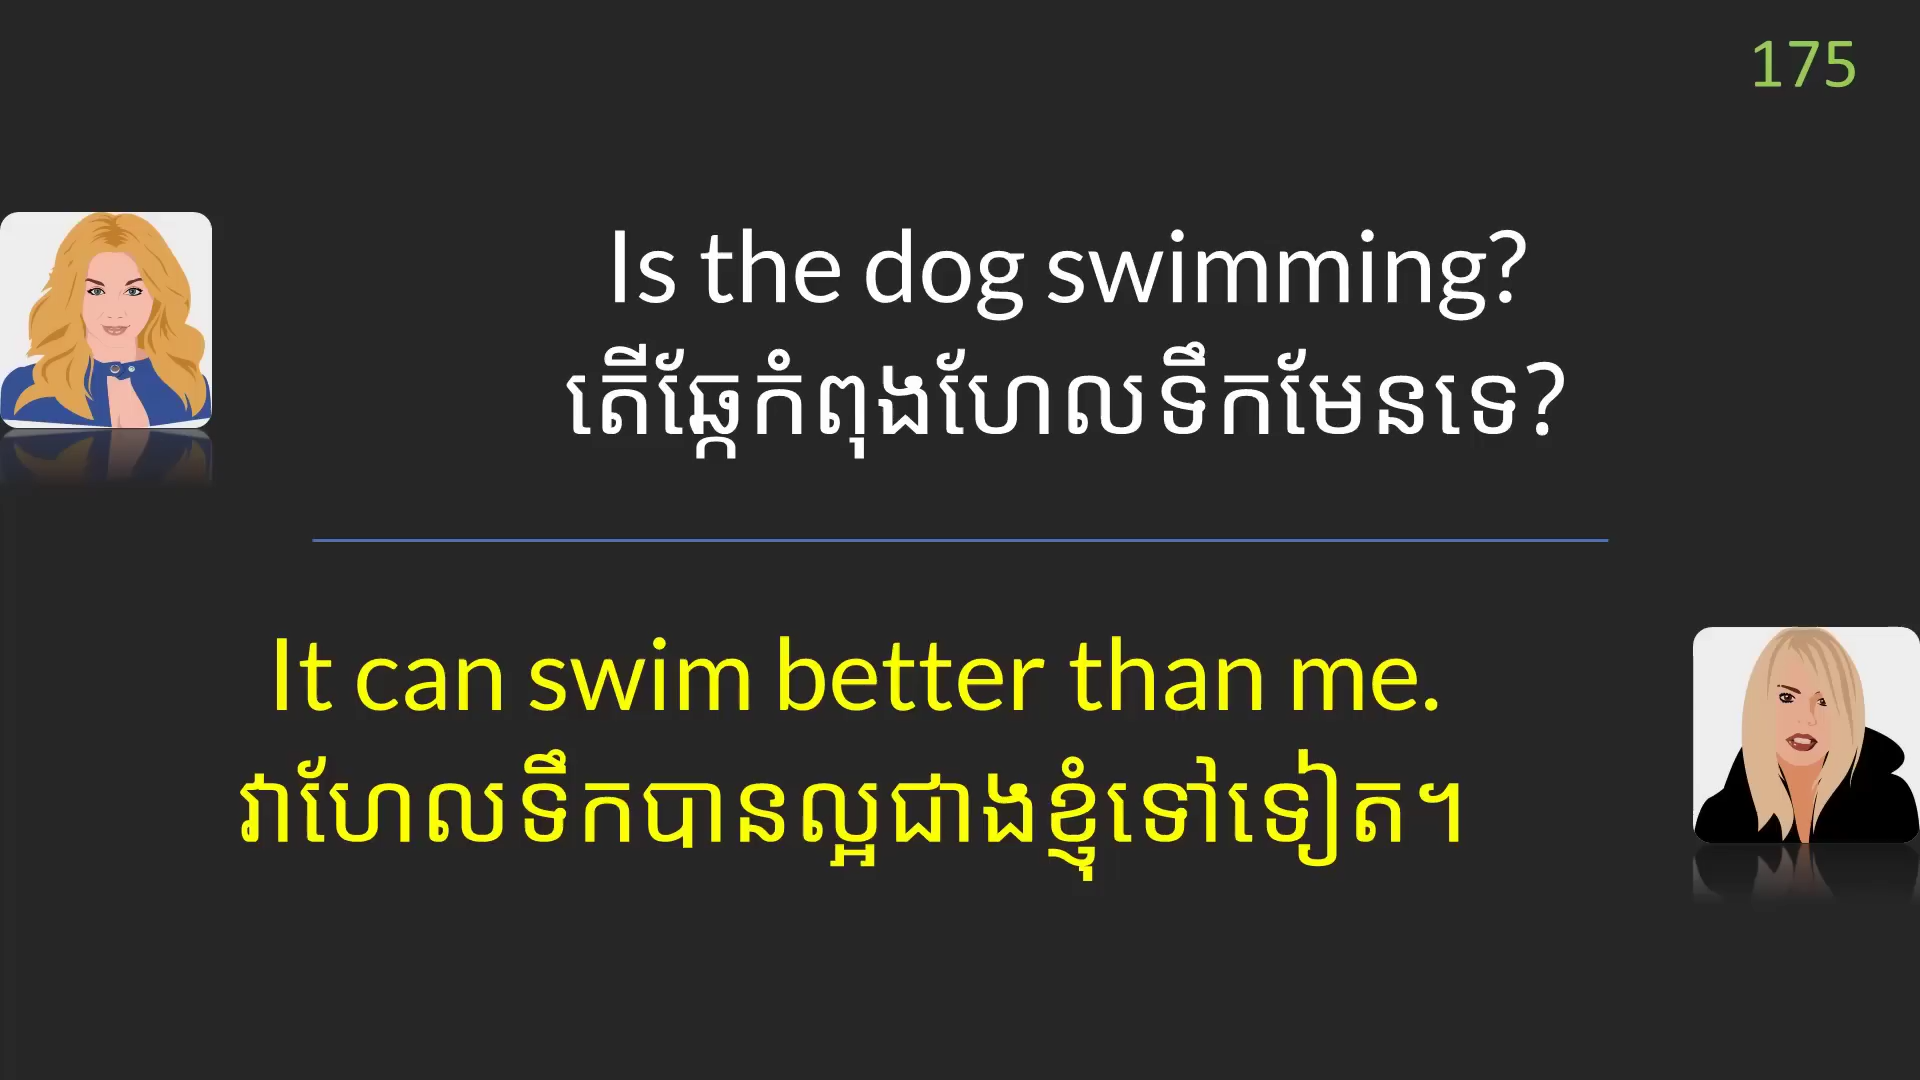 175
Is the dog swimming?
តើឆ្កែកំពុងហែលទឹកមែនទេ?
It can swim better than me.
វាហែលទឹកបានល្អជាងខ្ញុំទៅទៀត។